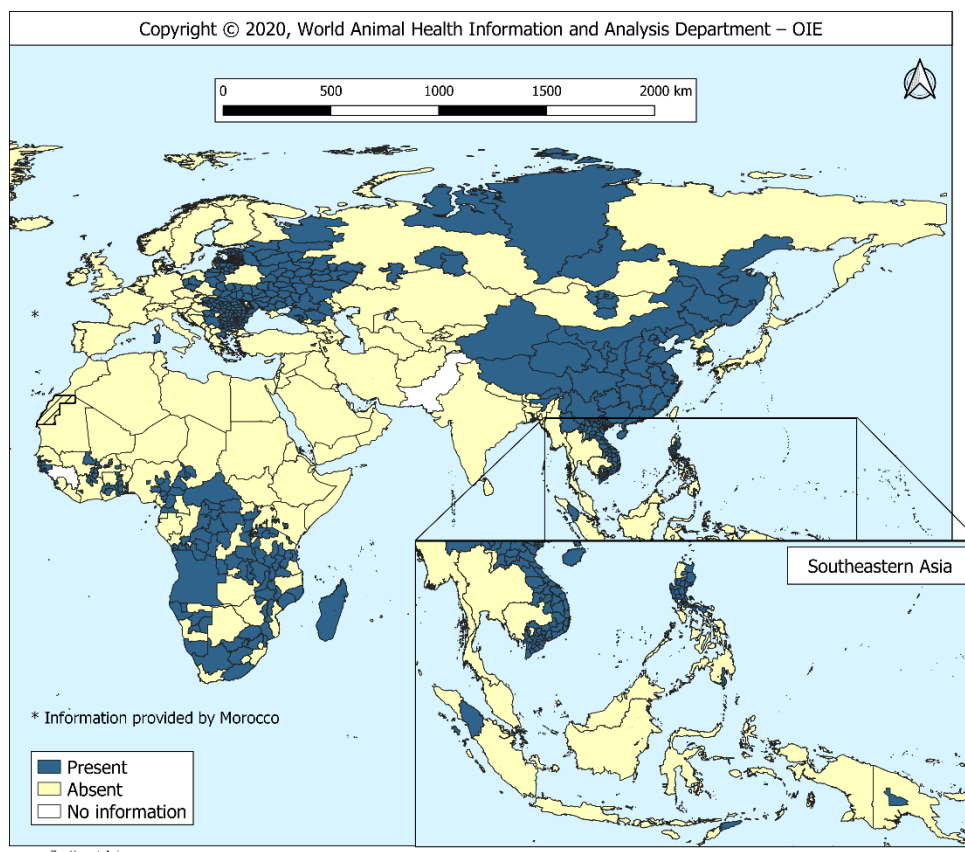 Copyright © 2020, World Animal Health Information and Analysis Department – OIE
0 500 1000 1500 2000 km
Southeastern Asia
*
* Information provided by Morocco
Present
Absent
No information